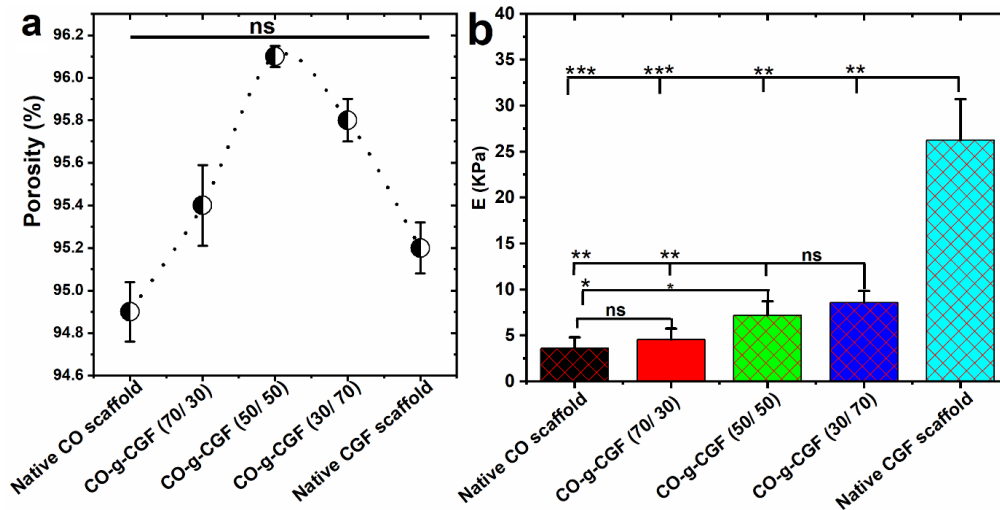 a
ns
Porosity (%)
96.2
96.0
95.8
95.6
95.4
95.2
95.0
94.8
94.6
Native CO scaffold
CO-g-CGF (70/ 30)
CO-g-CGF (50/ 50)
CO-g-CGF (30/ 70)
Native CGF scaffold
b
E (KPa)
40
35
30
25
20
15
10
5
0
*** *** ** **
** ** ns
* *
ns
Native CO scaffold
CO-g-CGF (70/ 30)
CO-g-CGF (50/ 50)
CO-g-CGF (30/ 70)
Native CGF scaffold